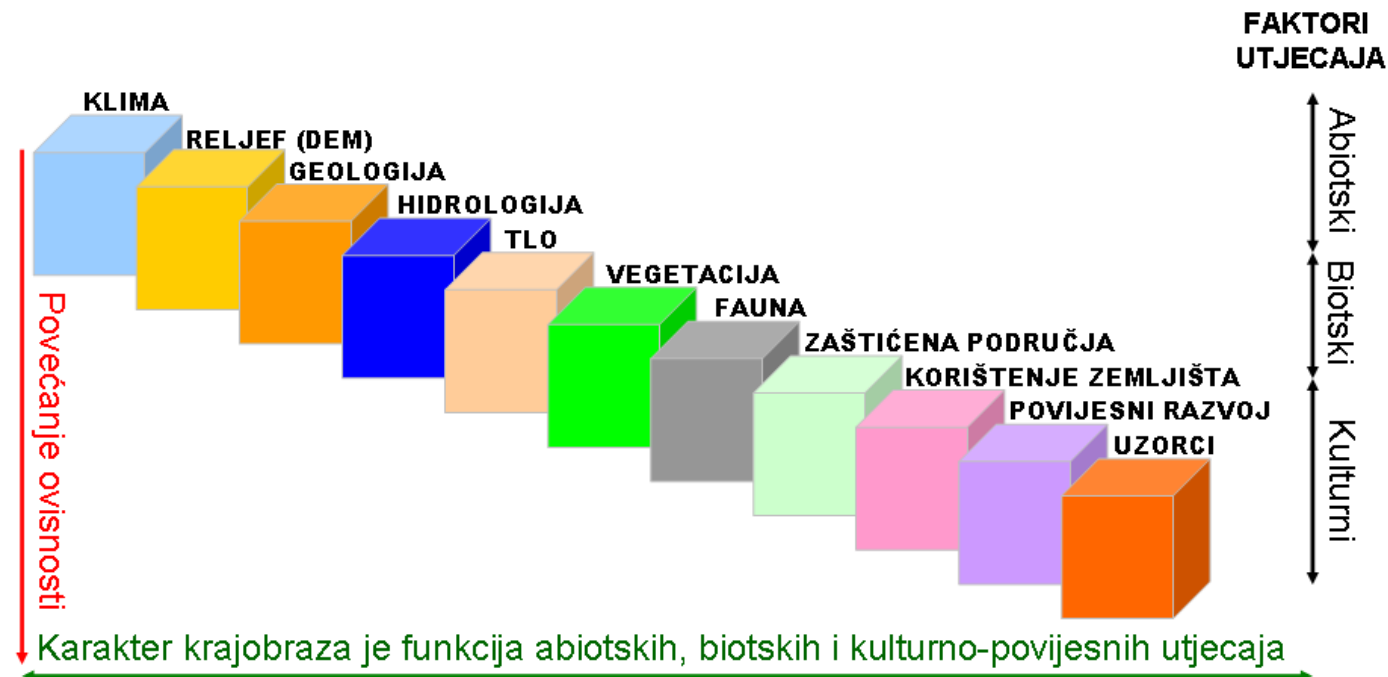 FAKTORI
UTJECAJA
KLIMA
RELJEF (DEM)
GEOLOGIJA
HIDROLOGIJA
TLO
VEGETACIJA
FAUNA
ZAŠTIĆENA PODRUČJA
KORIŠTENJE ZEMLJIŠTA
POVIJESNI RAZVOJ
UZORCI
Abiotski
Biotski
Kulturni
Povećanje ovisnosti
Karakter krajobraza je funkcija abiotskih, biotskih i kulturno-povijesnih utjecaja